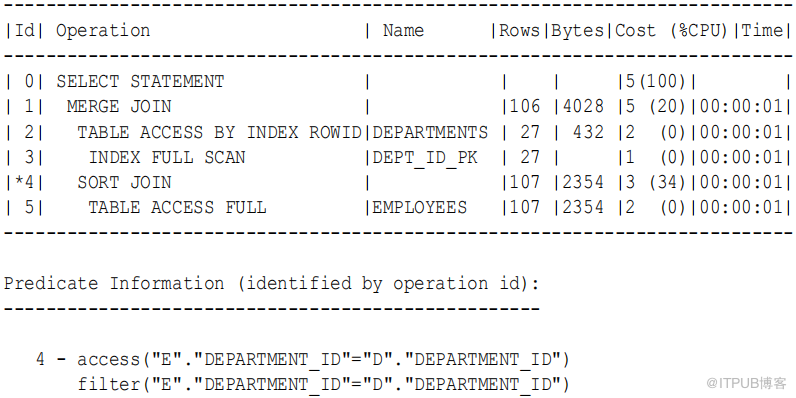 ---------------------------------------------------------------------------
|Id| Operation                    | Name      |Rows|Bytes|Cost (%CPU)|Time|
---------------------------------------------------------------------------
| 0| SELECT STATEMENT             |           |    |     |5(100)|         |
| 1|  MERGE JOIN                  |           |106 |4028 |5 (20)|00:00:01|
| 2|   TABLE ACCESS BY INDEX ROWID|DEPARTMENTS | 27 | 432 |2  (0)|00:00:01|
| 3|    INDEX FULL SCAN           |DEPT_ID_PK  | 27 |     |1  (0)|00:00:01|
|*4|   SORT JOIN                  |           |107 |2354 |3 (34)|00:00:01|
| 5|    TABLE ACCESS FULL         |EMPLOYEES   |107 |2354 |2  (0)|00:00:01|
---------------------------------------------------------------------------
Predicate Information (identified by operation id):
---------------------------------------------------
   4 - access("E"."DEPARTMENT_ID"="D"."DEPARTMENT_ID")
       filter("E"."DEPARTMENT_ID"="D"."DEPARTMENT_ID")
@ITPUB博客